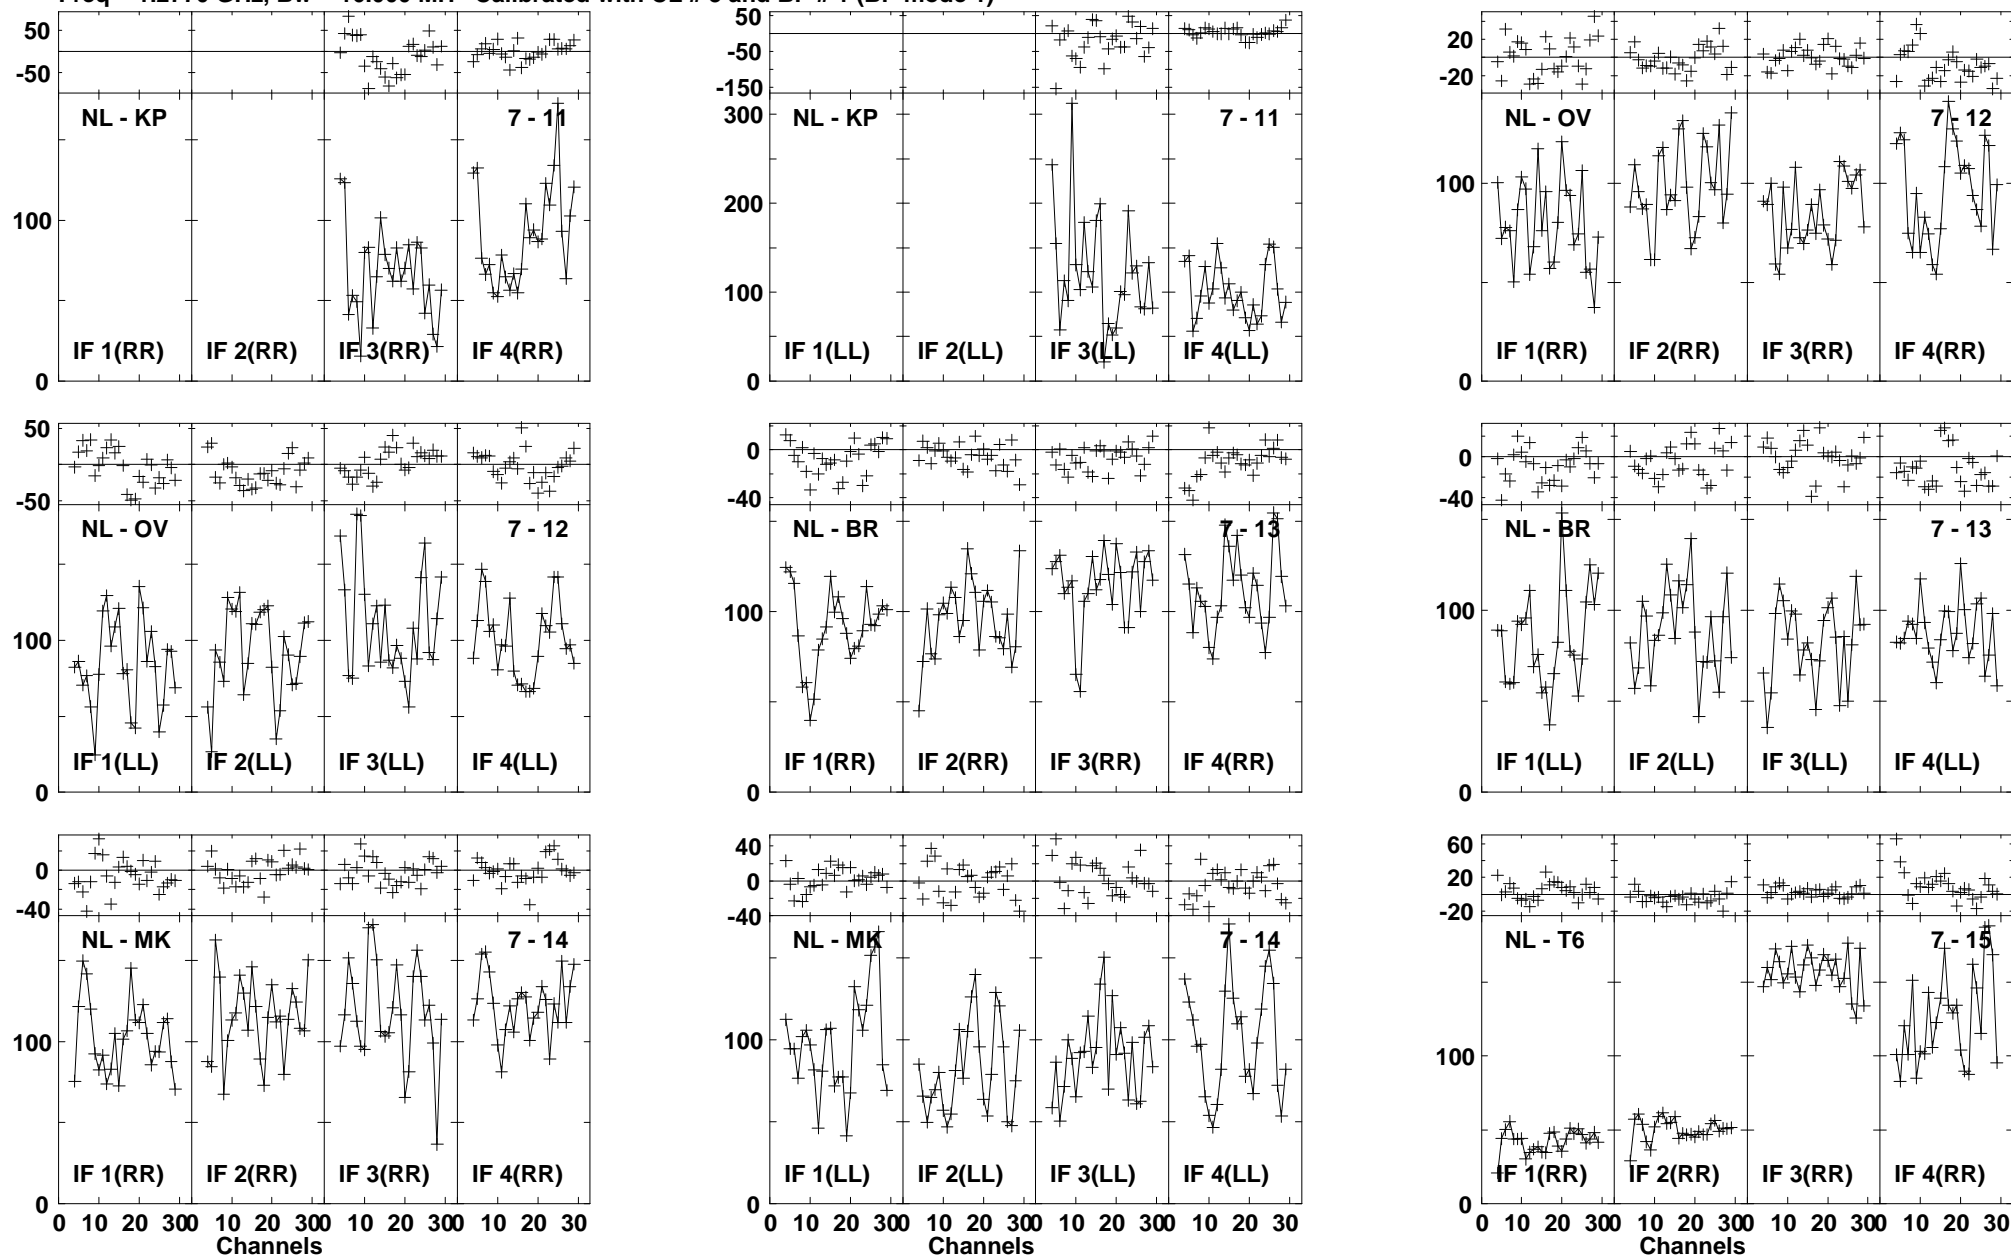 50
-50
NL - KP
7 - 11
100
0
IF 1(RR)
IF 2(RR)
IF 3(RR)
IF 4(RR)
50
-50
-150
NL - KP
7 - 11
300
200
100
0
IF 1(LL)
IF 2(LL)
IF 3(LL)
IF 4(LL)
20
-20
NL - OV
7 - 12
100
0
IF 1(RR)
IF 2(RR)
IF 3(RR)
IF 4(RR)
50
-50
NL - OV
7 - 12
100
0
IF 1(LL)
IF 2(LL)
IF 3(LL)
IF 4(LL)
0
-40
NL - BR
7 - 13
100
0
IF 1(RR)
IF 2(RR)
IF 3(RR)
IF 4(RR)
0
-40
NL - BR
7 - 13
100
0
IF 1(LL)
IF 2(LL)
IF 3(LL)
IF 4(LL)
0
-40
NL - MK
7 - 14
100
0
IF 1(RR)
IF 2(RR)
IF 3(RR)
IF 4(RR)
0 10 20 30 0 10 20 30 0 10 20 30 0 10 20 30
Channels
40
0
-40
NL - MK
7 - 14
100
0
IF 1(LL)
IF 2(LL)
IF 3(LL)
IF 4(LL)
0 10 20 30 0 10 20 30 0 10 20 30 0 10 20 30
Channels
60
20
-20
NL - T6
7 - 15
100
0
IF 1(RR)
IF 2(RR)
IF 3(RR)
IF 4(RR)
0 10 20 30 0 10 20 30 0 10 20 30 0 10 20 30
Channels